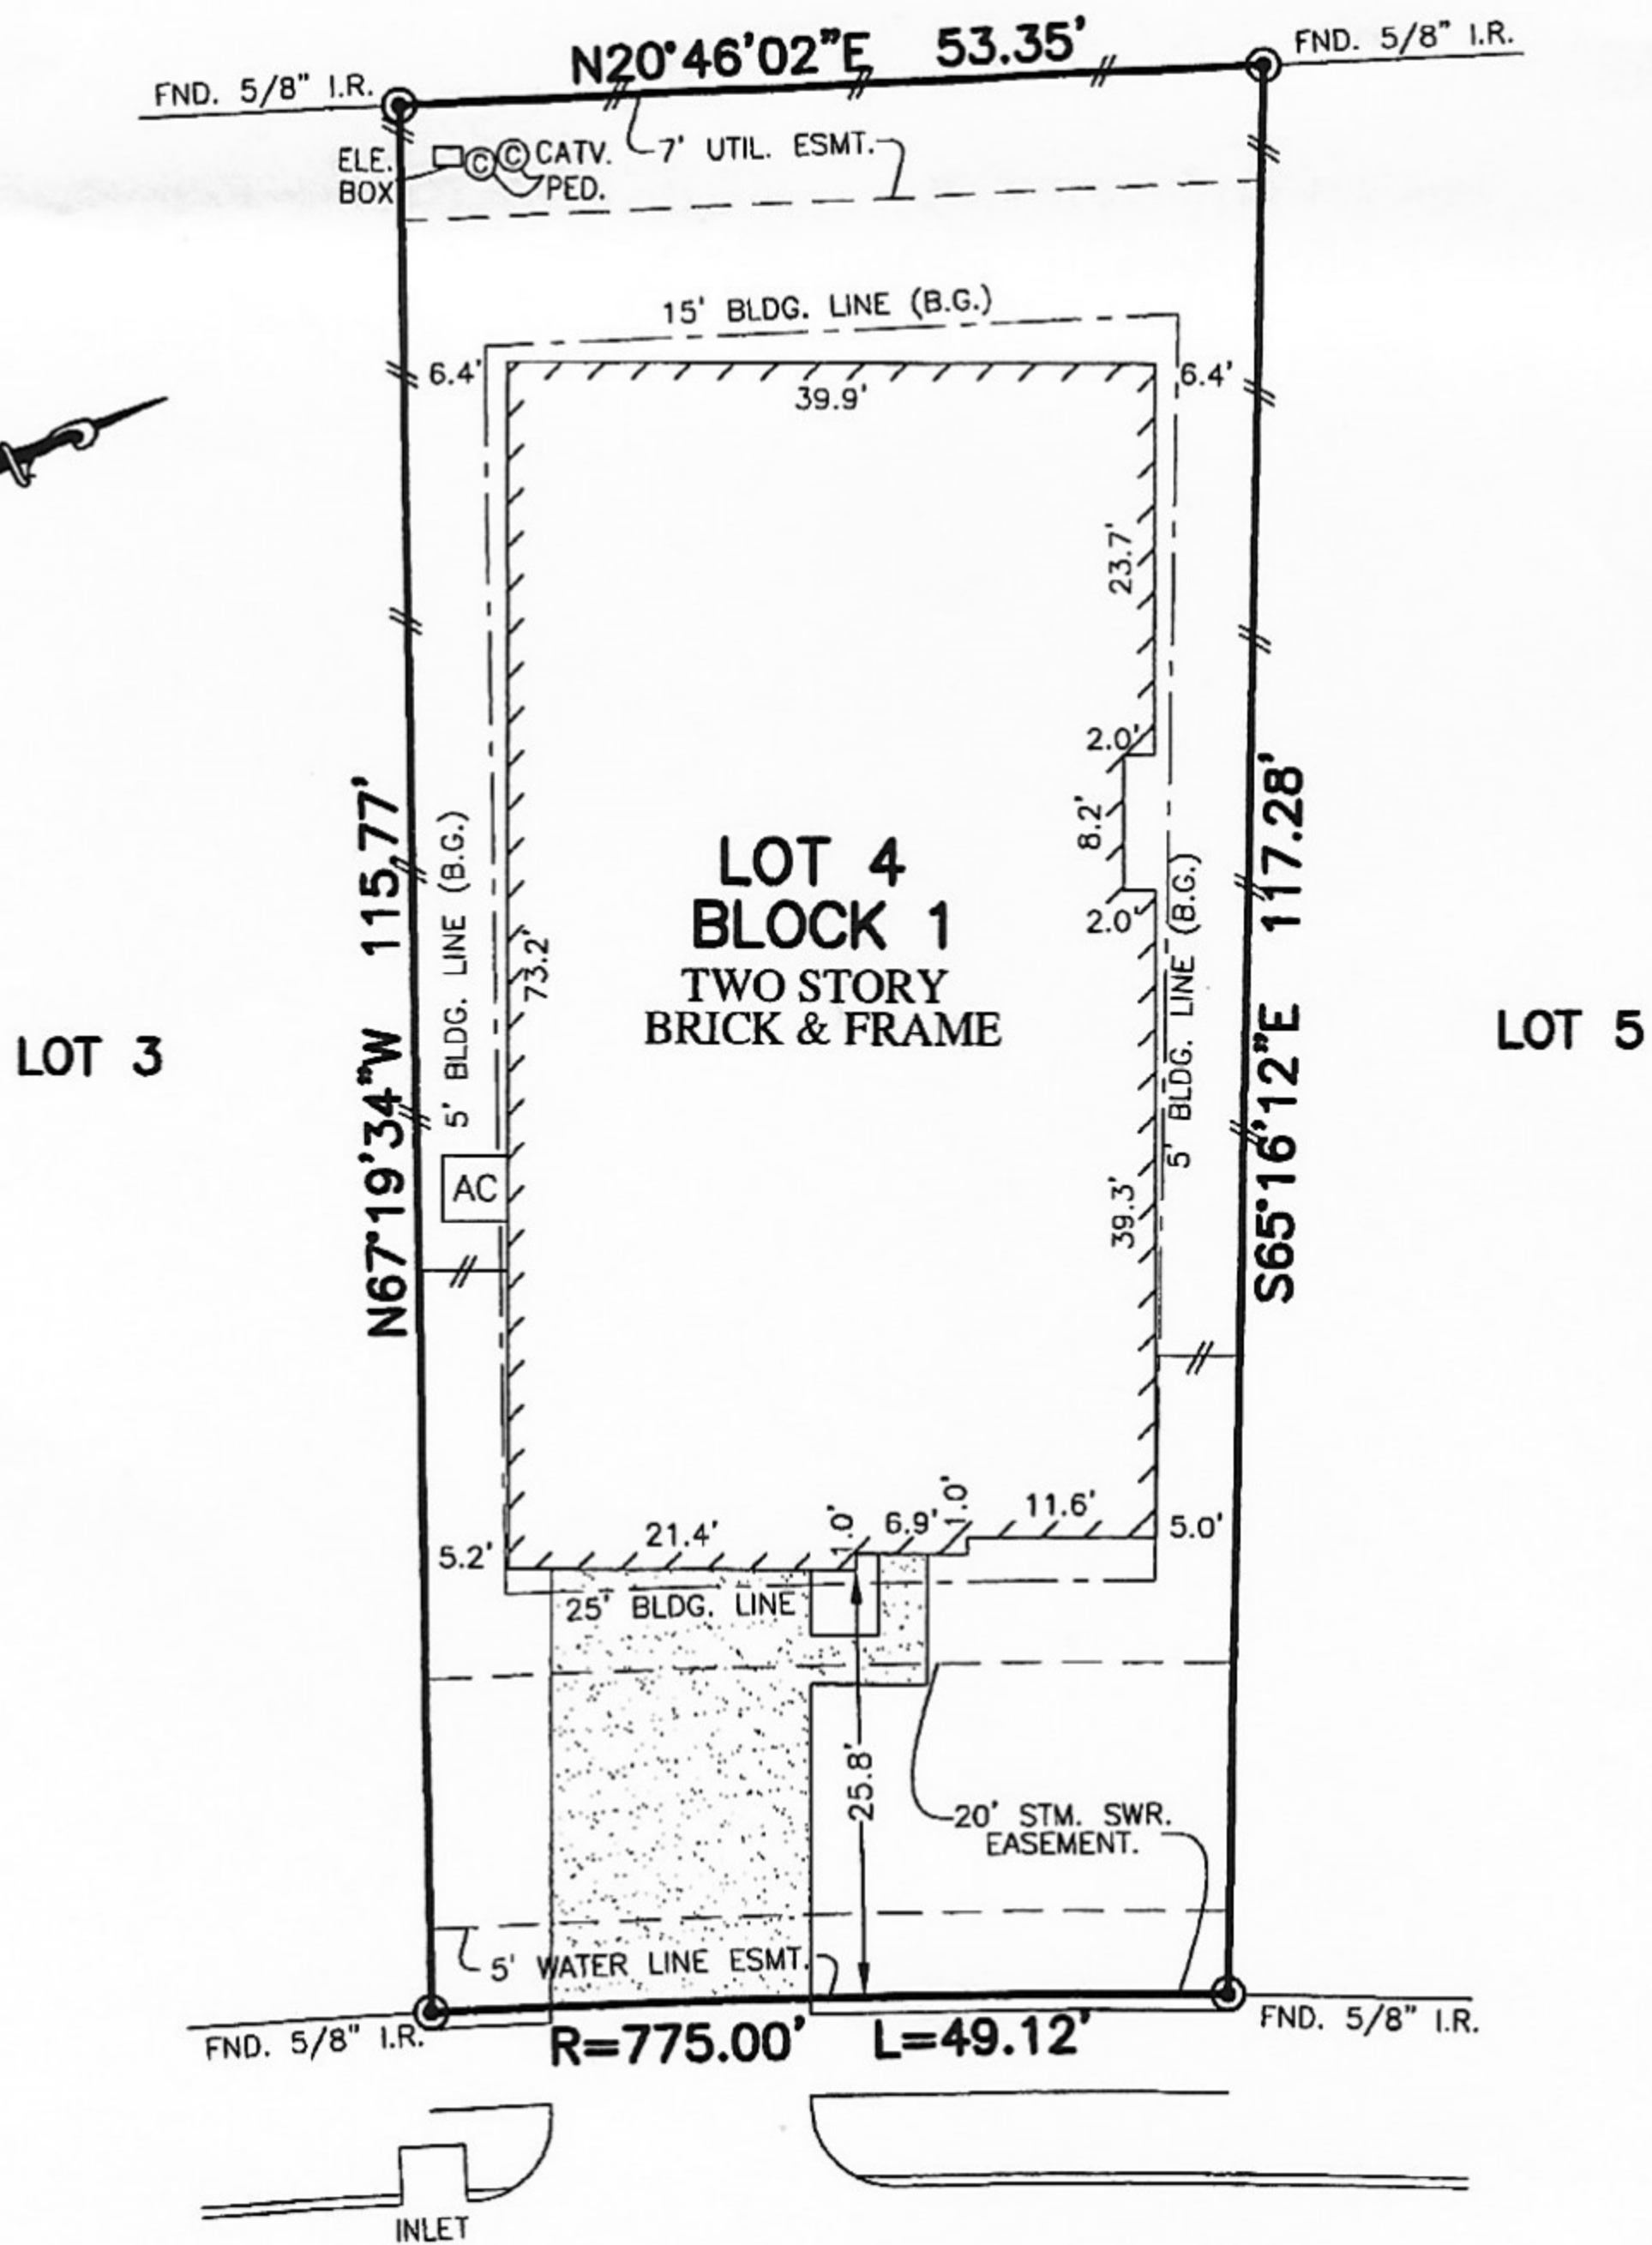 N20°46'02"E 53.35'
FND. 5/8" I.R.
FND. 5/8" I.R.
ELE.
BOX
C C CATV.
PED.
7' UTIL. ESMT.
15' BLDG. LINE (B.G.)
6.4'
39.9'
6.4'
23.7'
2.0'
8.2'
2.0'
LOT 4
BLOCK 1
TWO STORY
BRICK & FRAME
73.2'
5' BLDG. LINE (B.G.)
N67°19'34"W 115.77'
LOT 3
5' BLDG. LINE (B.G.)
S65°16'12"E 117.28'
LOT 5
AC
39.3'
5.2'
21.4'
1.0'
6.9'
1.0'
11.6'
5.0'
25' BLDG. LINE
25.8'
20' STM. SWR.
EASEMENT.
5' WATER LINE ESMT.
FND. 5/8" I.R.
R=775.00' L=49.12'
FND. 5/8" I.R.
INLET